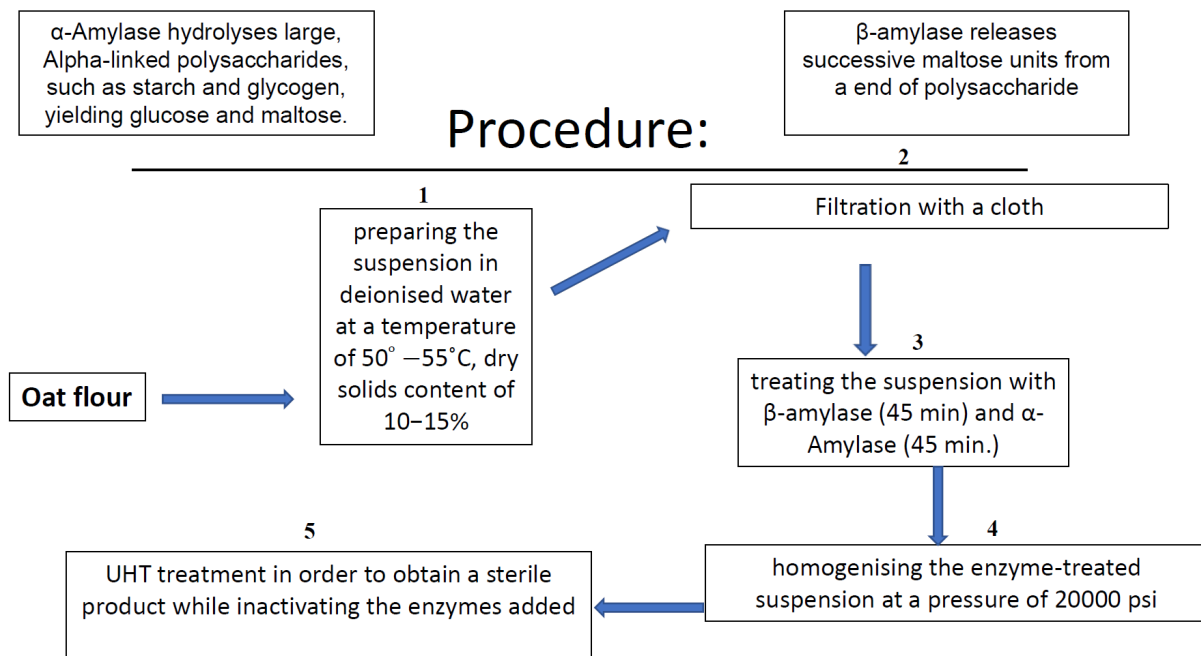 α-Amylase hydrolyses large,
Alpha-linked polysaccharides,
such as starch and glycogen,
yielding glucose and maltose.
β-amylase releases
successive maltose units from
a end of polysaccharide
Procedure:
1
preparing the
suspension in
deionised water
at a temperature
of 50° −55°C, dry
solids content of
10−15%
2
Filtration with a cloth
Oat flour
3
treating the suspension with
β-amylase (45 min) and α-
Amylase (45 min.)
4
homogenising the enzyme-treated
suspension at a pressure of 20000 psi
5
UHT treatment in order to obtain a sterile
product while inactivating the enzymes added